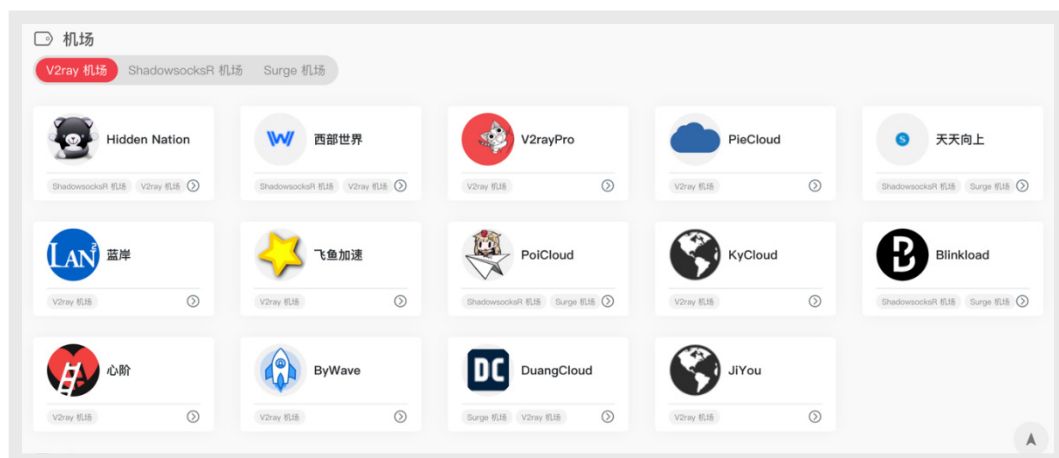 机场
V2ray 机场 ShadowsocksR 机场 Surge 机场
Hidden Nation
ShadowsocksR 机场 V2ray 机场
西部世界
ShadowsocksR 机场 V2ray 机场
V2rayPro
V2ray 机场
PieCloud
V2ray 机场
S
天天向上
ShadowsocksR 机场 Surge 机场
LAN2
蓝岸
V2ray 机场
飞鱼加速
V2ray 机场
PoiCloud
ShadowsocksR 机场 Surge 机场
KyCloud
V2ray 机场
Blinkload
ShadowsocksR 机场 Surge 机场
心阶
V2ray 机场
ByWave
V2ray 机场
DC
DuangCloud
Surge 机场 V2ray 机场
JiYou
V2ray 机场